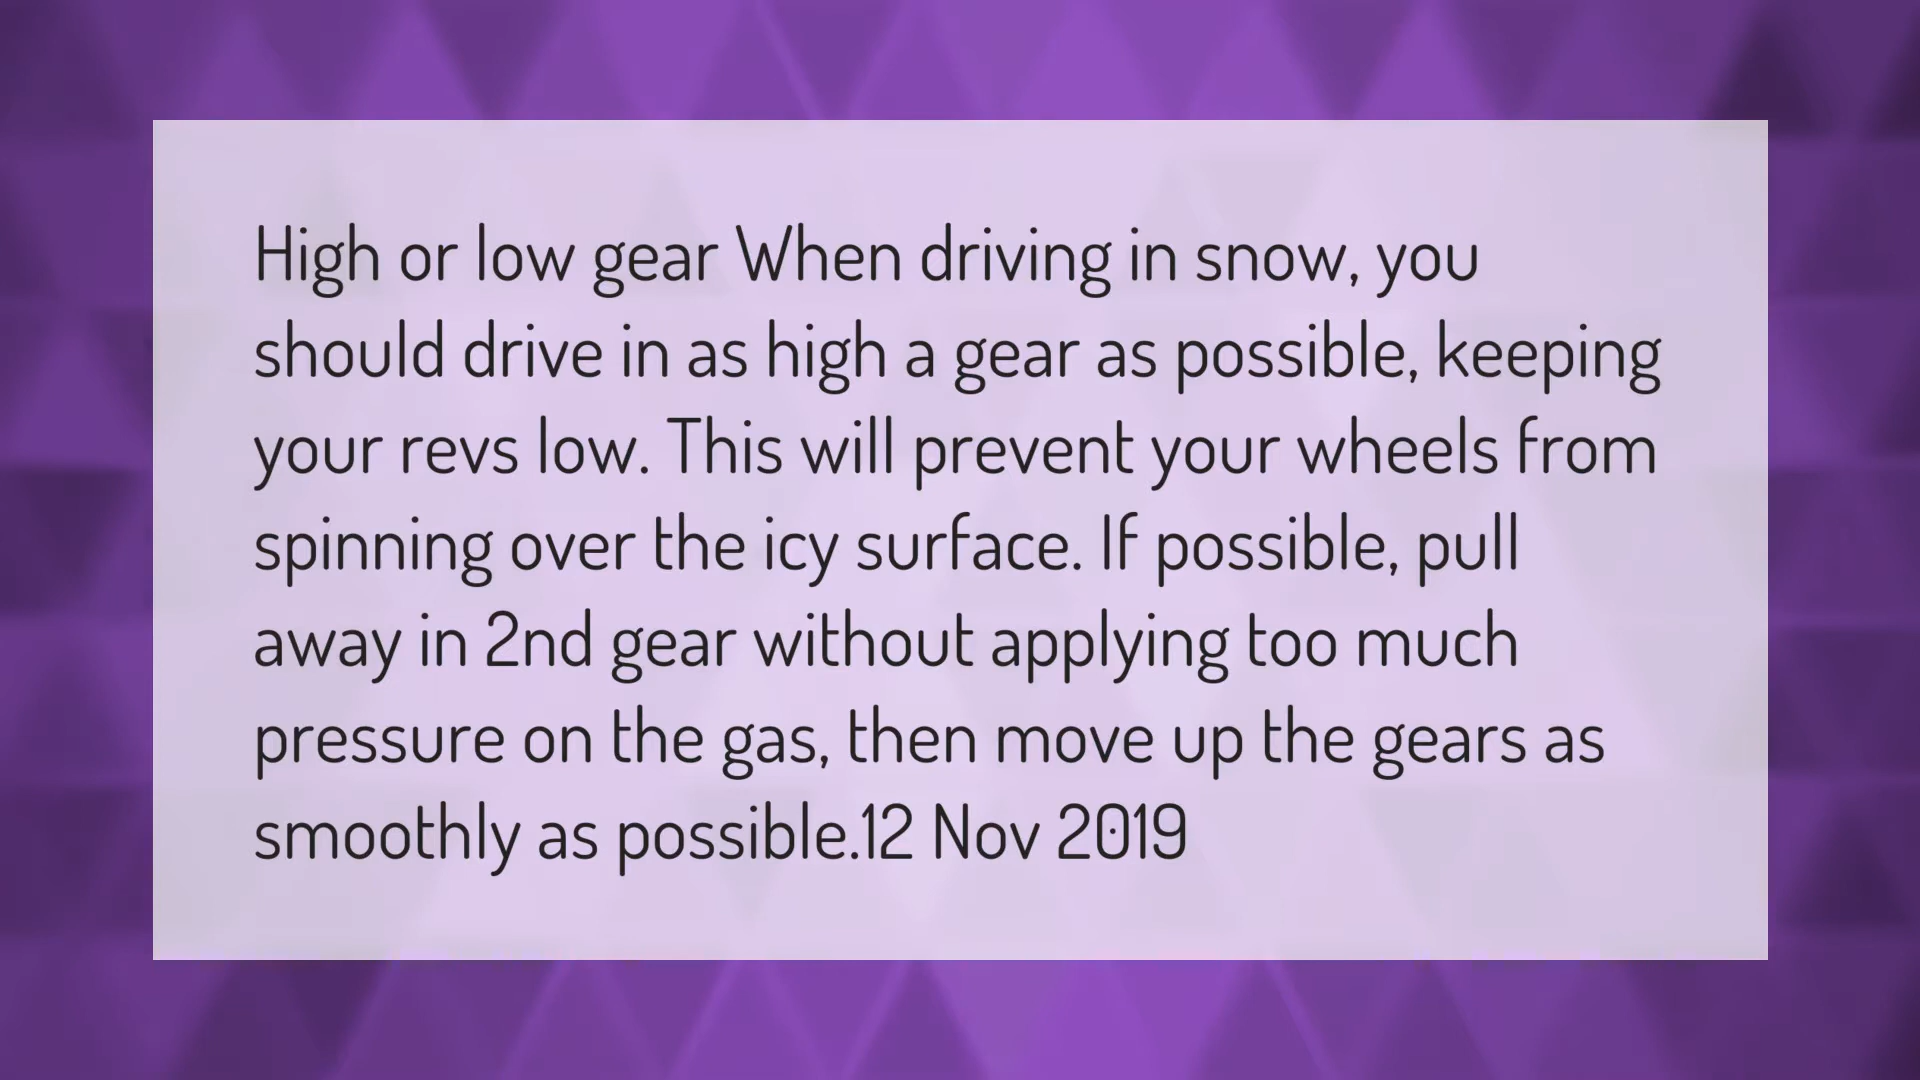 High or low gear When driving in snow, you
should drive in as high a gear as possible, keeping
your revs low. This will prevent your wheels from
spinning over the icy surface. If possible, pull
away in 2nd gear without applying too much
pressure on the gas, then move up the gears as
smoothly as possible.12 Nov 2019